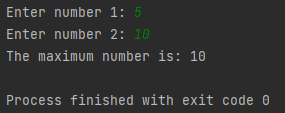 Enter number 1: 5
Enter number 2: 10
The maximum number is: 10
Process finished with exit code 0